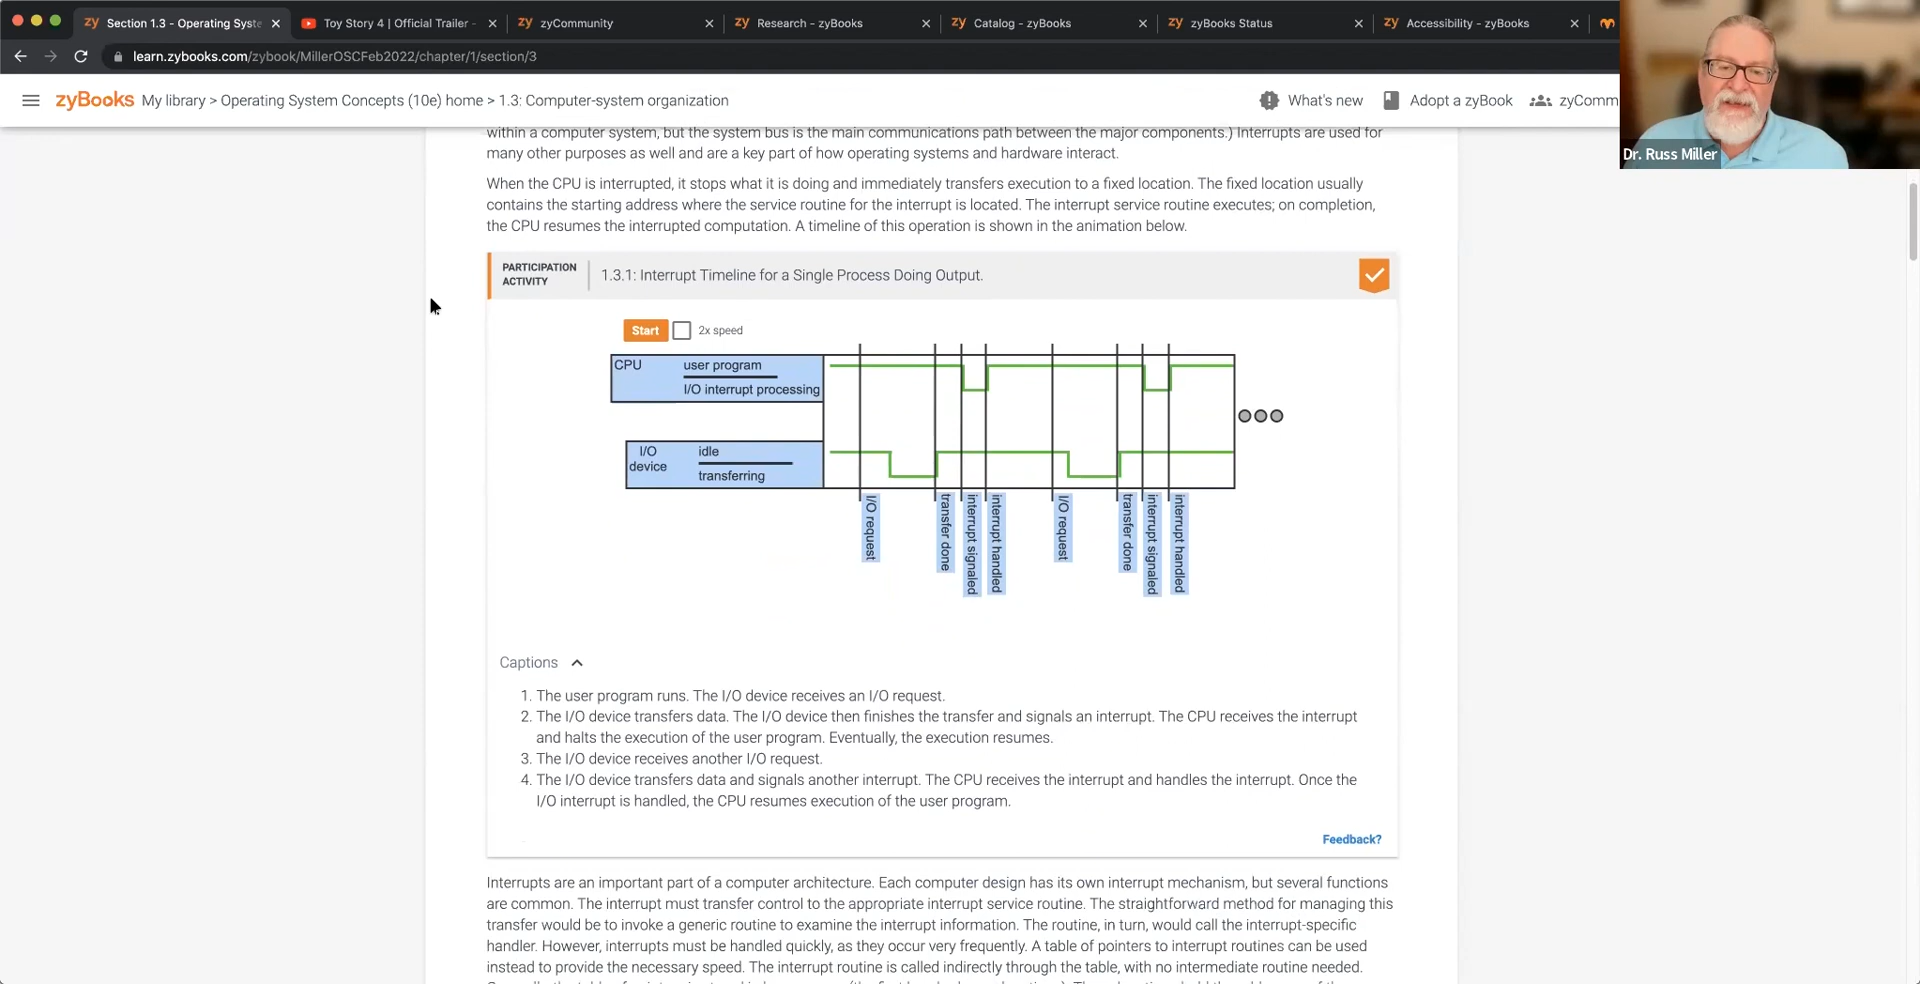 Section 1.3 - Operating Syste
Toy Story 4 | Official Trailer -
zy zyCommunity
zy Research - zyBooks
zy Catalog - zyBooks
zy zyBooks Status
zy Accessibility - zyBooks
learn.zybooks.com/zybook/MillerOSCFeb2022/chapter/1/section/3
zyBooks My library > Operating System Concepts (10e) home > 1.3: Computer-system organization
What's new
Adopt a zyBook
zyComm
Dr. Russ Miller
within a computer system, but the system bus is the main communications path between the major components.) Interrupts are used for
many other purposes as well and are a key part of how operating systems and hardware interact.
When the CPU is interrupted, it stops what it is doing and immediately transfers execution to a fixed location. The fixed location usually
contains the starting address where the service routine for the interrupt is located. The interrupt service routine executes; on completion,
the CPU resumes the interrupted computation. A timeline of this operation is shown in the animation below.
PARTICIPATION
ACTIVITY
1.3.1: Interrupt Timeline for a Single Process Doing Output.
Start
2x speed
CPU
user program
I/O interrupt processing
I/O
device
idle
transferring
I/O request
transfer done
interrupt signaled
interrupt handled
I/O request
transfer done
interrupt signaled
interrupt handled
Captions
1. The user program runs. The I/O device receives an I/O request.
2. The I/O device transfers data. The I/O device then finishes the transfer and signals an interrupt. The CPU receives the interrupt
and halts the execution of the user program. Eventually, the execution resumes.
3. The I/O device receives another I/O request.
4. The I/O device transfers data and signals another interrupt. The CPU receives the interrupt and handles the interrupt. Once the
I/O interrupt is handled, the CPU resumes execution of the user program.
Feedback?
Interrupts are an important part of a computer architecture. Each computer design has its own interrupt mechanism, but several functions
are common. The interrupt must transfer control to the appropriate interrupt service routine. The straightforward method for managing this
transfer would be to invoke a generic routine to examine the interrupt information. The routine, in turn, would call the interrupt-specific
handler. However, interrupts must be handled quickly, as they occur very frequently. A table of pointers to interrupt routines can be used
instead to provide the necessary speed. The interrupt routine is called indirectly through the table, with no intermediate routine needed.